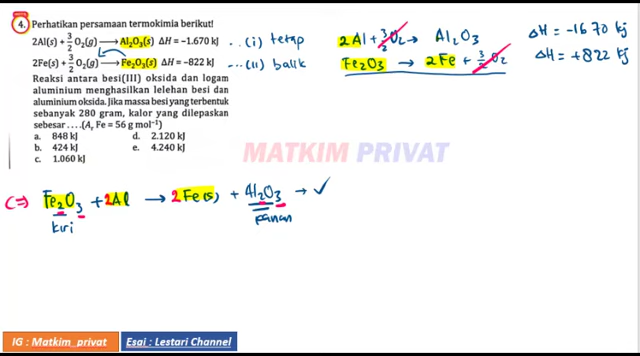 4. Perhatikan persamaan termokimia berikut!
2Al(s) + 3/2 O₂(g) ⟶ Al₂O₃(s) ΔH = –1.670 kJ ...(i) tetap
2Fe(s) + 3/2 O₂(g) ⟶ Fe₂O₃(s) ΔH = –822 kJ ...(ii) balik
Reaksi antara besi(III) oksida dan logam
aluminium menghasilkan lelehan besi dan
aluminium oksida. Jika massa besi yang terbentuk
sebanyak 280 gram, kalor yang dilepaskan
sebesar .... (Aᵣ Fe = 56 g mol⁻¹)
a. 848 kJ d. 2.120 kJ
b. 424 kJ e. 4.240 kJ
c. 1.060 kJ
2Al + 3/2 O₂ → Al₂O₃ ΔH = -1670 kj
Fe₂O₃ → 2Fe + 3/2 O₂ ΔH = +822 kj
MATKIM PRIVAT
C ⇒ Fe₂O₃ + 2Al → 2Fe(s) + Al₂O₃ → ✓
kiri kanan
IG : Matkim_privat Esai : Lestari Channel